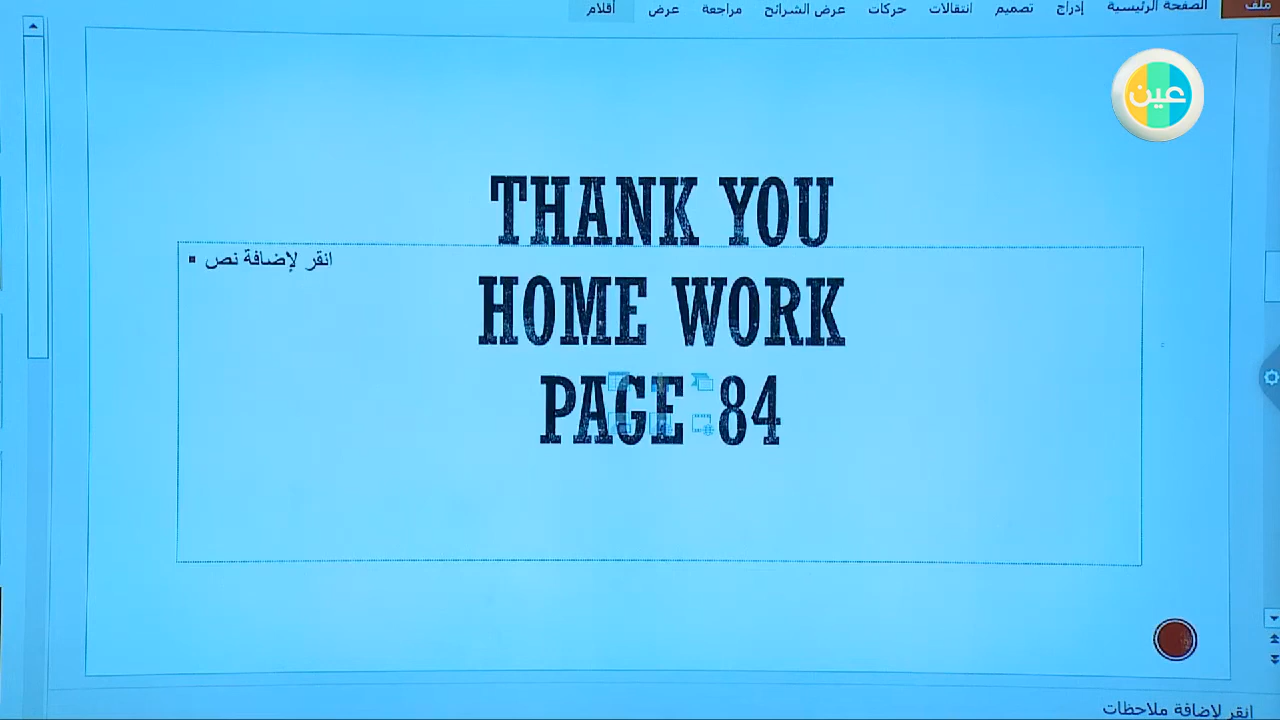 ملف الصفحة الرئيسية إدراج تصميم انتقالات حركات عرض الشرائح مراجعة عرض أقلام
عين
THANK YOU
انقر لإضافة نص
HOME WORK
PAGE 84
انقر لإضافة ملاحظات